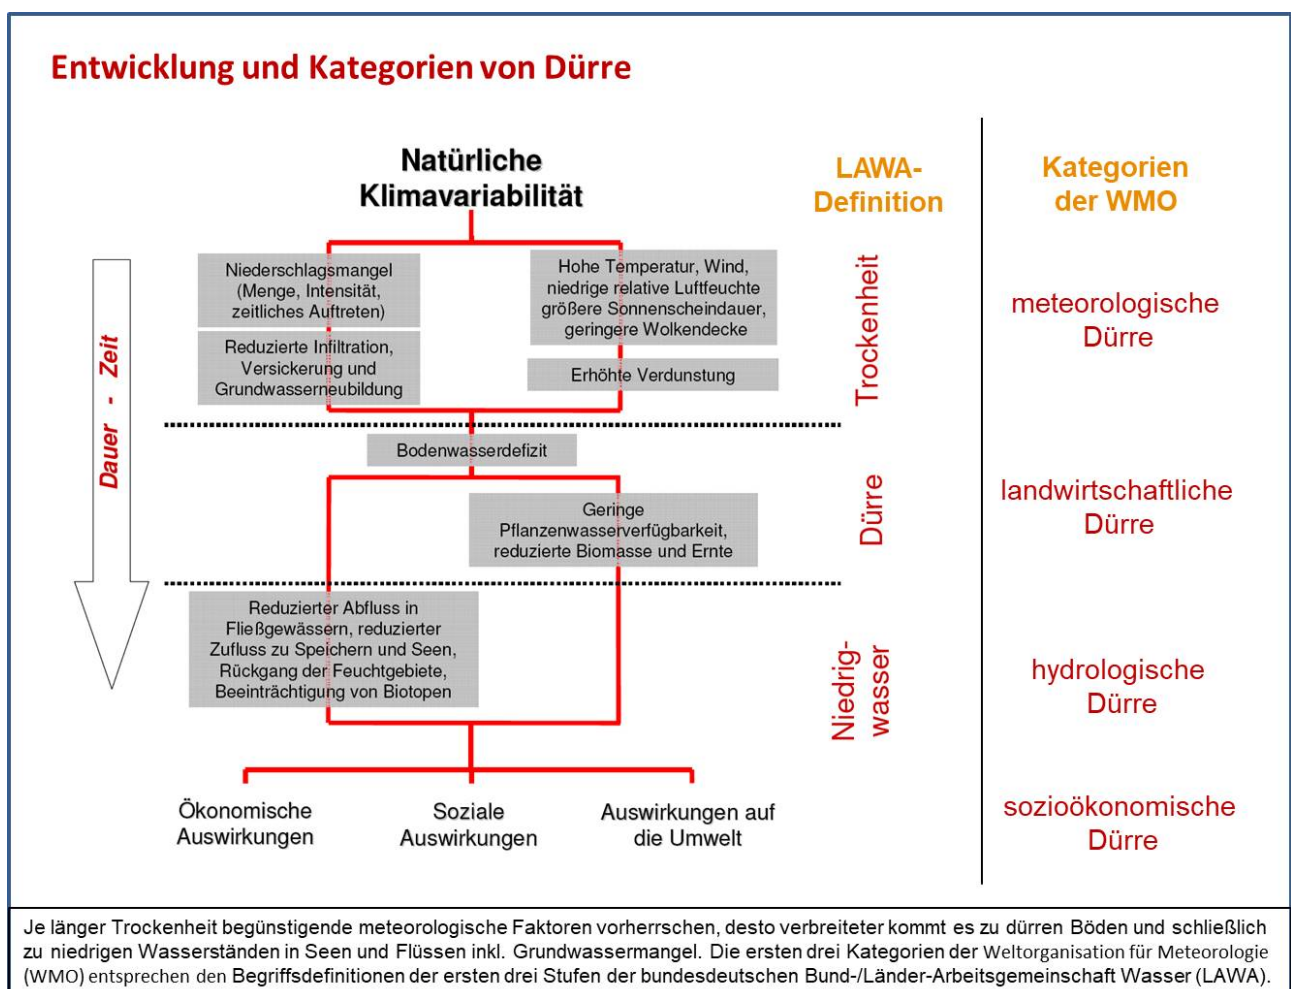 Entwicklung und Kategorien von Dürre
Natürliche
Klimavariabilität
LAWA-
Definition
Kategorien
der WMO
Dauer - Zeit
Niederschlagsmangel
(Menge, Intensität,
zeitliches Auftreten)
Hohe Temperatur, Wind,
niedrige relative Luftfeuchte
größere Sonnenscheindauer,
geringere Wolkendecke
Reduzierte Infiltration,
Versickerung und
Grundwasserneubildung
Erhöhte Verdunstung
Trockenheit
meteorologische
Dürre
Bodenwasserdefizit
Geringe
Pflanzenwasserverfügbarkeit,
reduzierte Biomasse und Ernte
Dürre
landwirtschaftliche
Dürre
Reduzierter Abfluss in
Fließgewässern, reduzierter
Zufluss zu Speichern und Seen,
Rückgang der Feuchtgebiete,
Beeinträchtigung von Biotopen
Niedrig-
wasser
hydrologische
Dürre
Ökonomische
Auswirkungen
Soziale
Auswirkungen
Auswirkungen auf
die Umwelt
sozioökonomische
Dürre
Je länger Trockenheit begünstigende meteorologische Faktoren vorherrschen, desto verbreiteter kommt es zu dürren Böden und schließlich
zu niedrigen Wasserständen in Seen und Flüssen inkl. Grundwassermangel. Die ersten drei Kategorien der Weltorganisation für Meteorologie
(WMO) entsprechen den Begriffsdefinitionen der ersten drei Stufen der bundesdeutschen Bund-/Länder-Arbeitsgemeinschaft Wasser (LAWA).